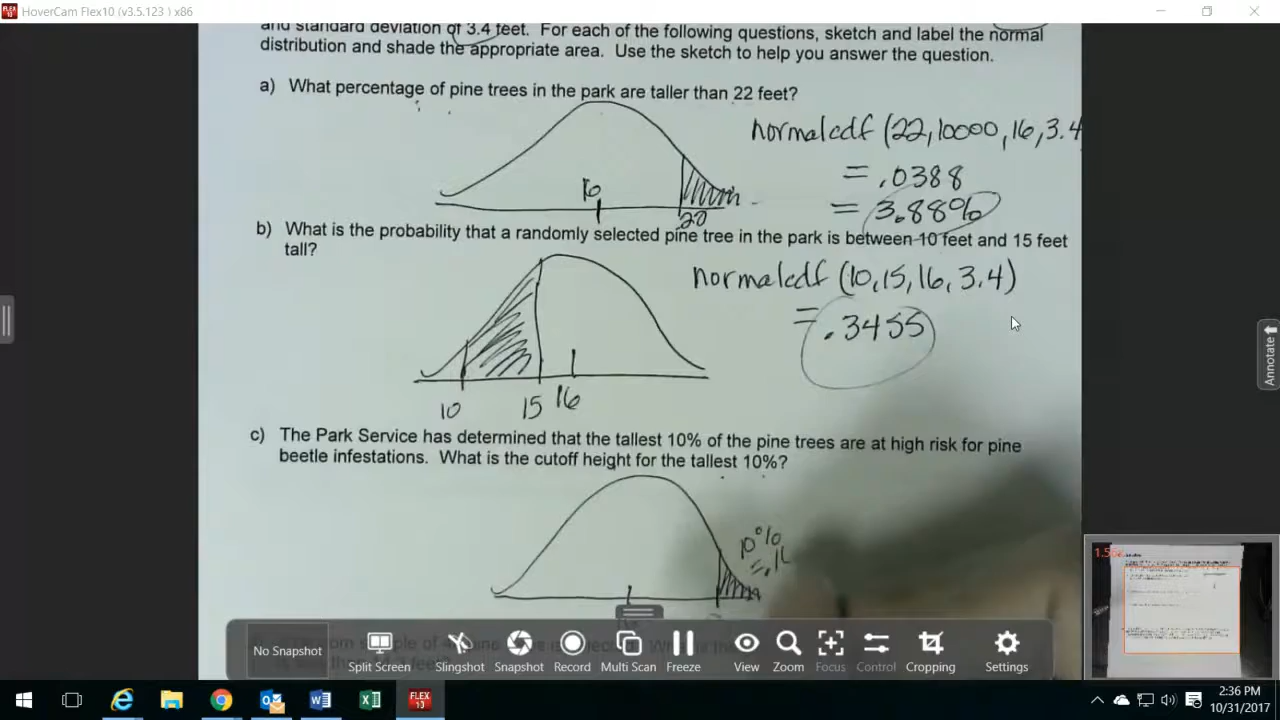 HoverCam Flex10 (v3.5.123 ) x86
and standard deviation of 3.4 feet. For each of the following questions, sketch and label the normal
distribution and shade the appropriate area. Use the sketch to help you answer the question.
a) What percentage of pine trees in the park are taller than 22 feet?
normalcdf (22,10000,16,3.4
= .0388
= 3.88%
16
20
b) What is the probability that a randomly selected pine tree in the park is between 10 feet and 15 feet
tall?
normalcdf (10,15,16,3.4)
= .3455
10 15 16
c) The Park Service has determined that the tallest 10% of the pine trees are at high risk for pine
beetle infestations. What is the cutoff height for the tallest 10%?
10%
Annotate
No Snapshot
Split Screen
Slingshot
Snapshot
Record
Multi Scan
Freeze
View
Zoom
Focus
Control
Cropping
Settings
FLEX
2:36 PM
10/31/2017